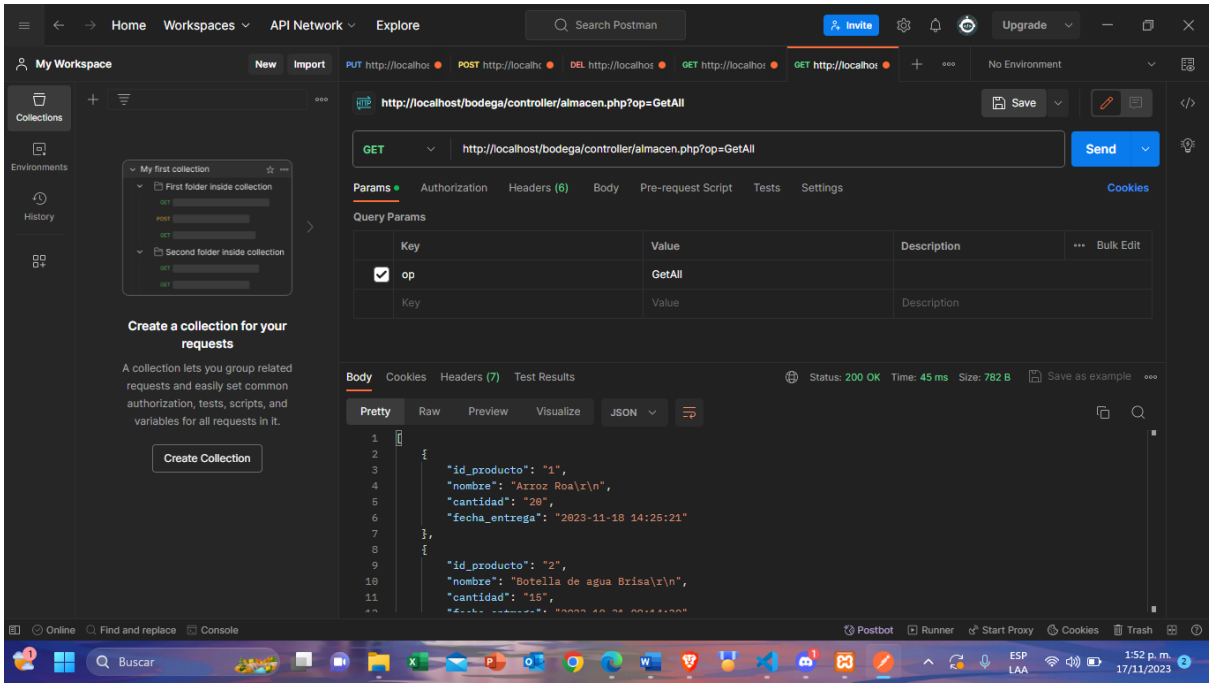 Home Workspaces API Network Explore Search Postman Invite Upgrade
My Workspace New Import PUT http://localhos POST http://localhc DEL http://localhos GET http://localhos GET http://localhos No Environment
Collections
Environments
History
My first collection
First folder inside collection
GET
POST
GET
Second folder inside collection
GET
GET
Create a collection for your
requests
A collection lets you group related
requests and easily set common
authorization, tests, scripts, and
variables for all requests in it.
Create Collection
HTTP http://localhost/bodega/controller/almacen.php?op=GetAll Save
GET http://localhost/bodega/controller/almacen.php?op=GetAll Send
Params Authorization Headers (6) Body Pre-request Script Tests Settings Cookies
Query Params
Key Value Description Bulk Edit
op GetAll
Key Value Description
Body Cookies Headers (7) Test Results Status: 200 OK Time: 45 ms Size: 782 B Save as example
Pretty Raw Preview Visualize JSON
1 [
2 {
3 "id_producto": "1",
4 "nombre": "Arroz Roa\r\n",
5 "cantidad": "20",
6 "fecha_entrega": "2023-11-18 14:25:21"
7 },
8 {
9 "id_producto": "2",
10 "nombre": "Botella de agua Brisa\r\n",
11 "cantidad": "15",
Online Find and replace Console Postbot Runner Start Proxy Cookies Trash
1 Buscar ESP LAA 1:52 p. m. 17/11/2023 2